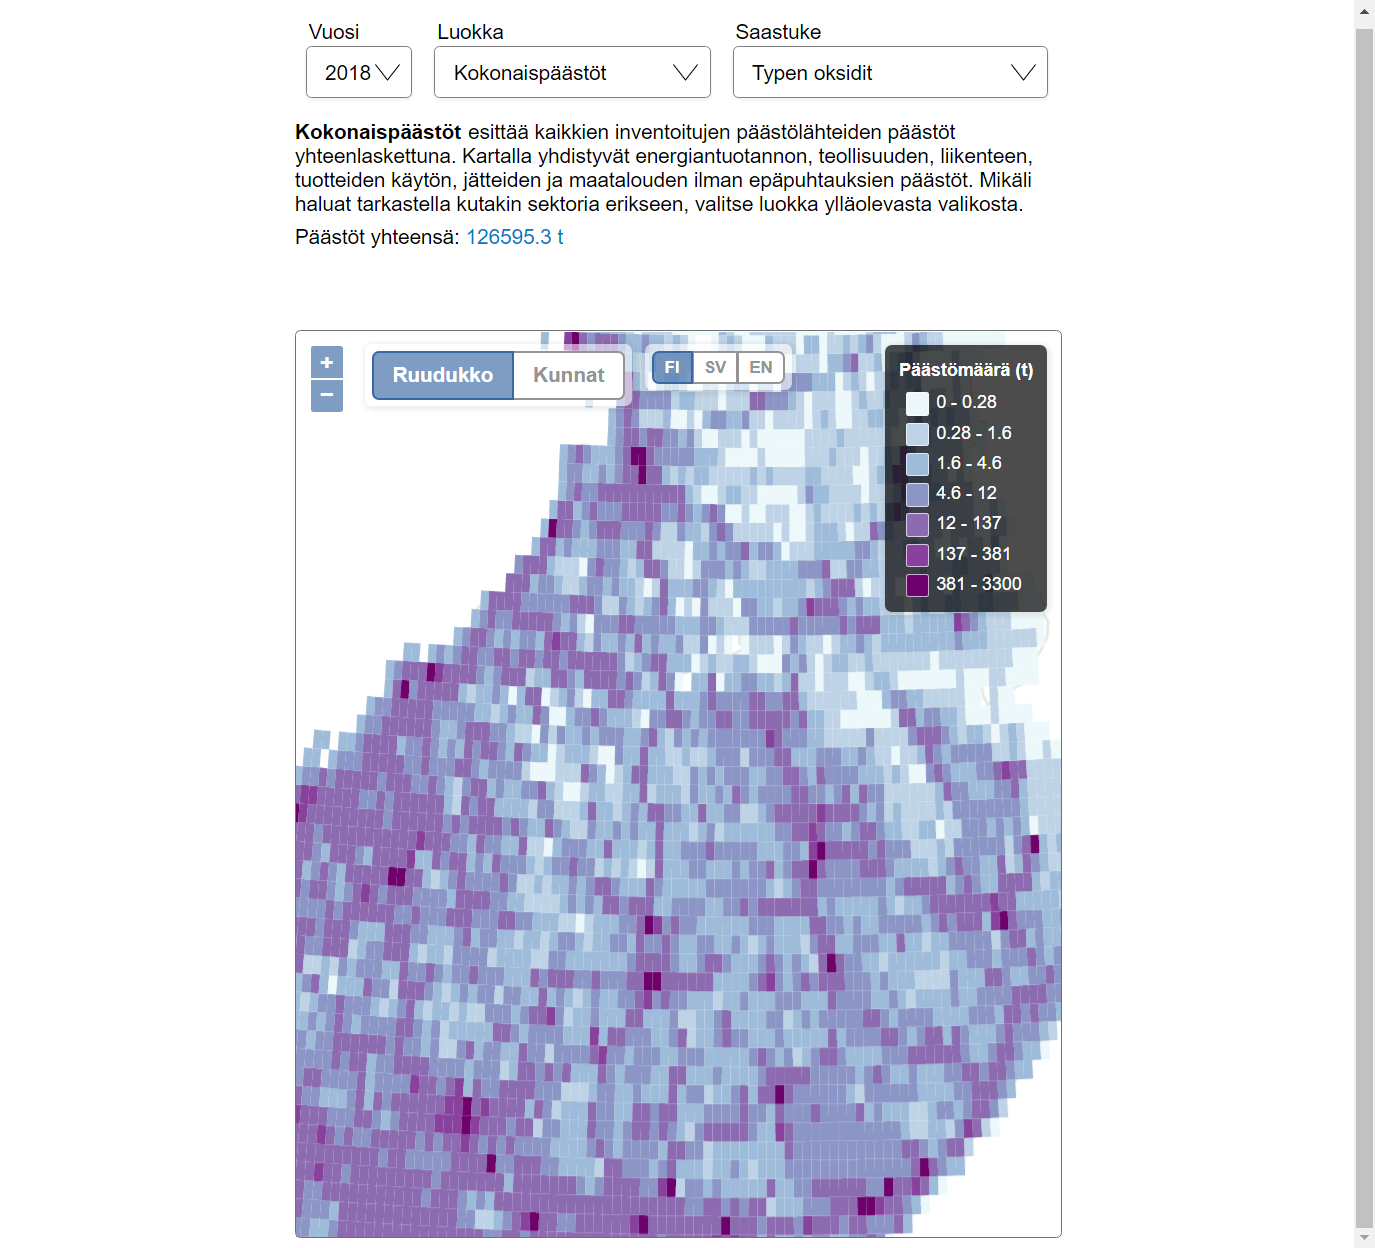 Vuosi Luokka Saastuke
2018 Kokonaispäästöt Typen oksidit
Kokonaispäästöt esittää kaikkien inventoitujen päästölähteiden päästöt
yhteenlaskettuna. Kartalla yhdistyvät energiantuotannon, teollisuuden, liikenteen,
tuotteiden käytön, jätteiden ja maatalouden ilman epäpuhtauksien päästöt. Mikäli
haluat tarkastella kutakin sektoria erikseen, valitse luokka ylläolevasta valikosta.
Päästöt yhteensä: 126595.3 t
+
−
Ruudukko Kunnat
FI SV EN
Päästömäärä (t)
0 - 0.28
0.28 - 1.6
1.6 - 4.6
4.6 - 12
12 - 137
137 - 381
381 - 3300